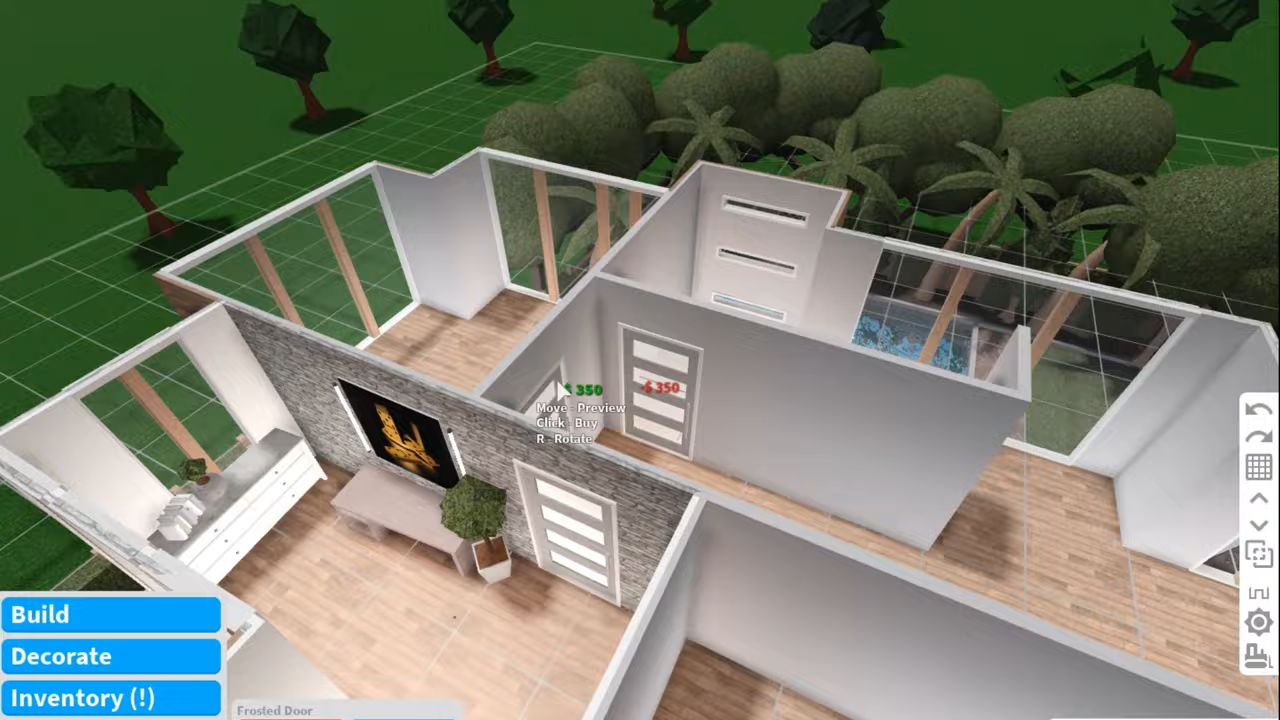 $ 350
-$ 350
Move - Preview
Click - Buy
R - Rotate
Build
Decorate
Inventory (!)
Frosted Door